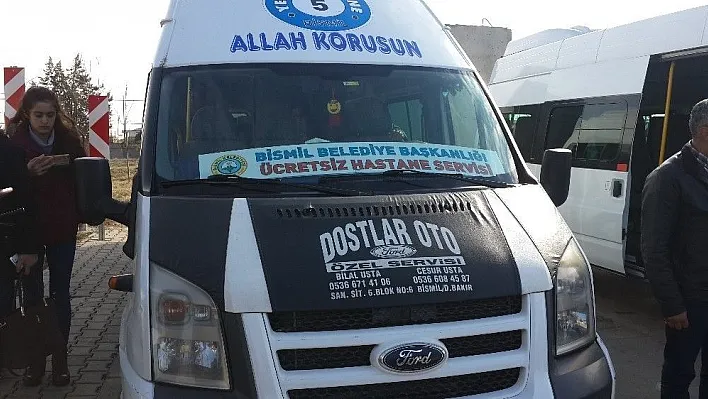 5
BİSMİL
ALLAH KORUSUN
BİSMİL BELEDİYE BAŞKANLIĞI
ÜCRETSİZ HASTANE SERVİSİ
DOSTLAR OTO
Ford
ÖZEL SERVİSİ
BİLAL USTA CESUR USTA
0536 671 41 06 0536 608 45 87
SAN. SİT. 6.BLOK NO:6 BİSMİL/D.BAKIR
Ford